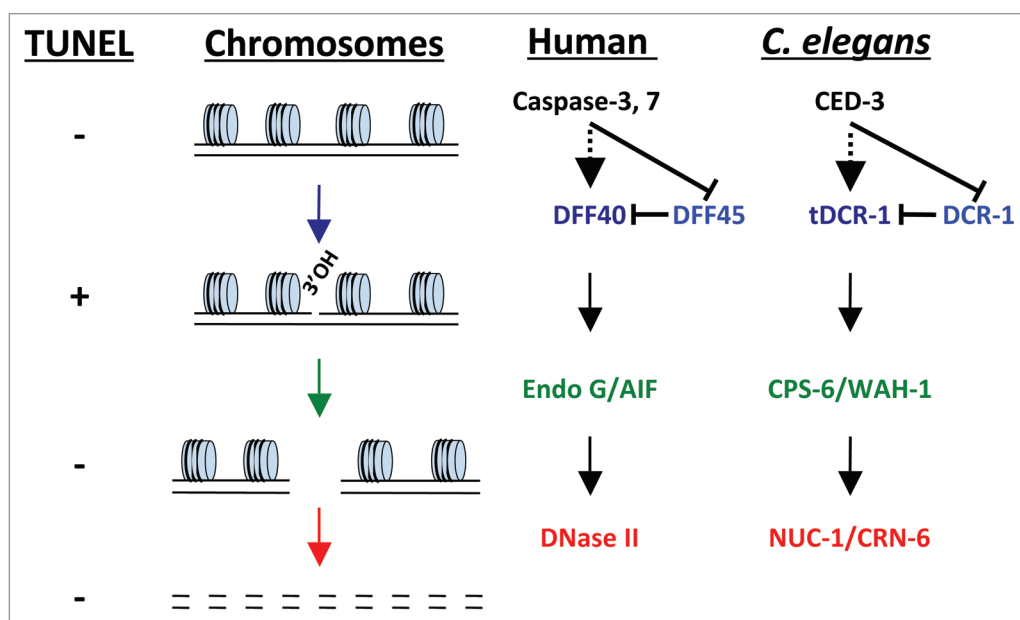 TUNEL Chromosomes Human C. elegans
Caspase-3, 7 CED-3
-
DFF40 DFF45 tDCR-1 DCR-1
3'OH
+
Endo G/AIF CPS-6/WAH-1
-
DNase II NUC-1/CRN-6
-